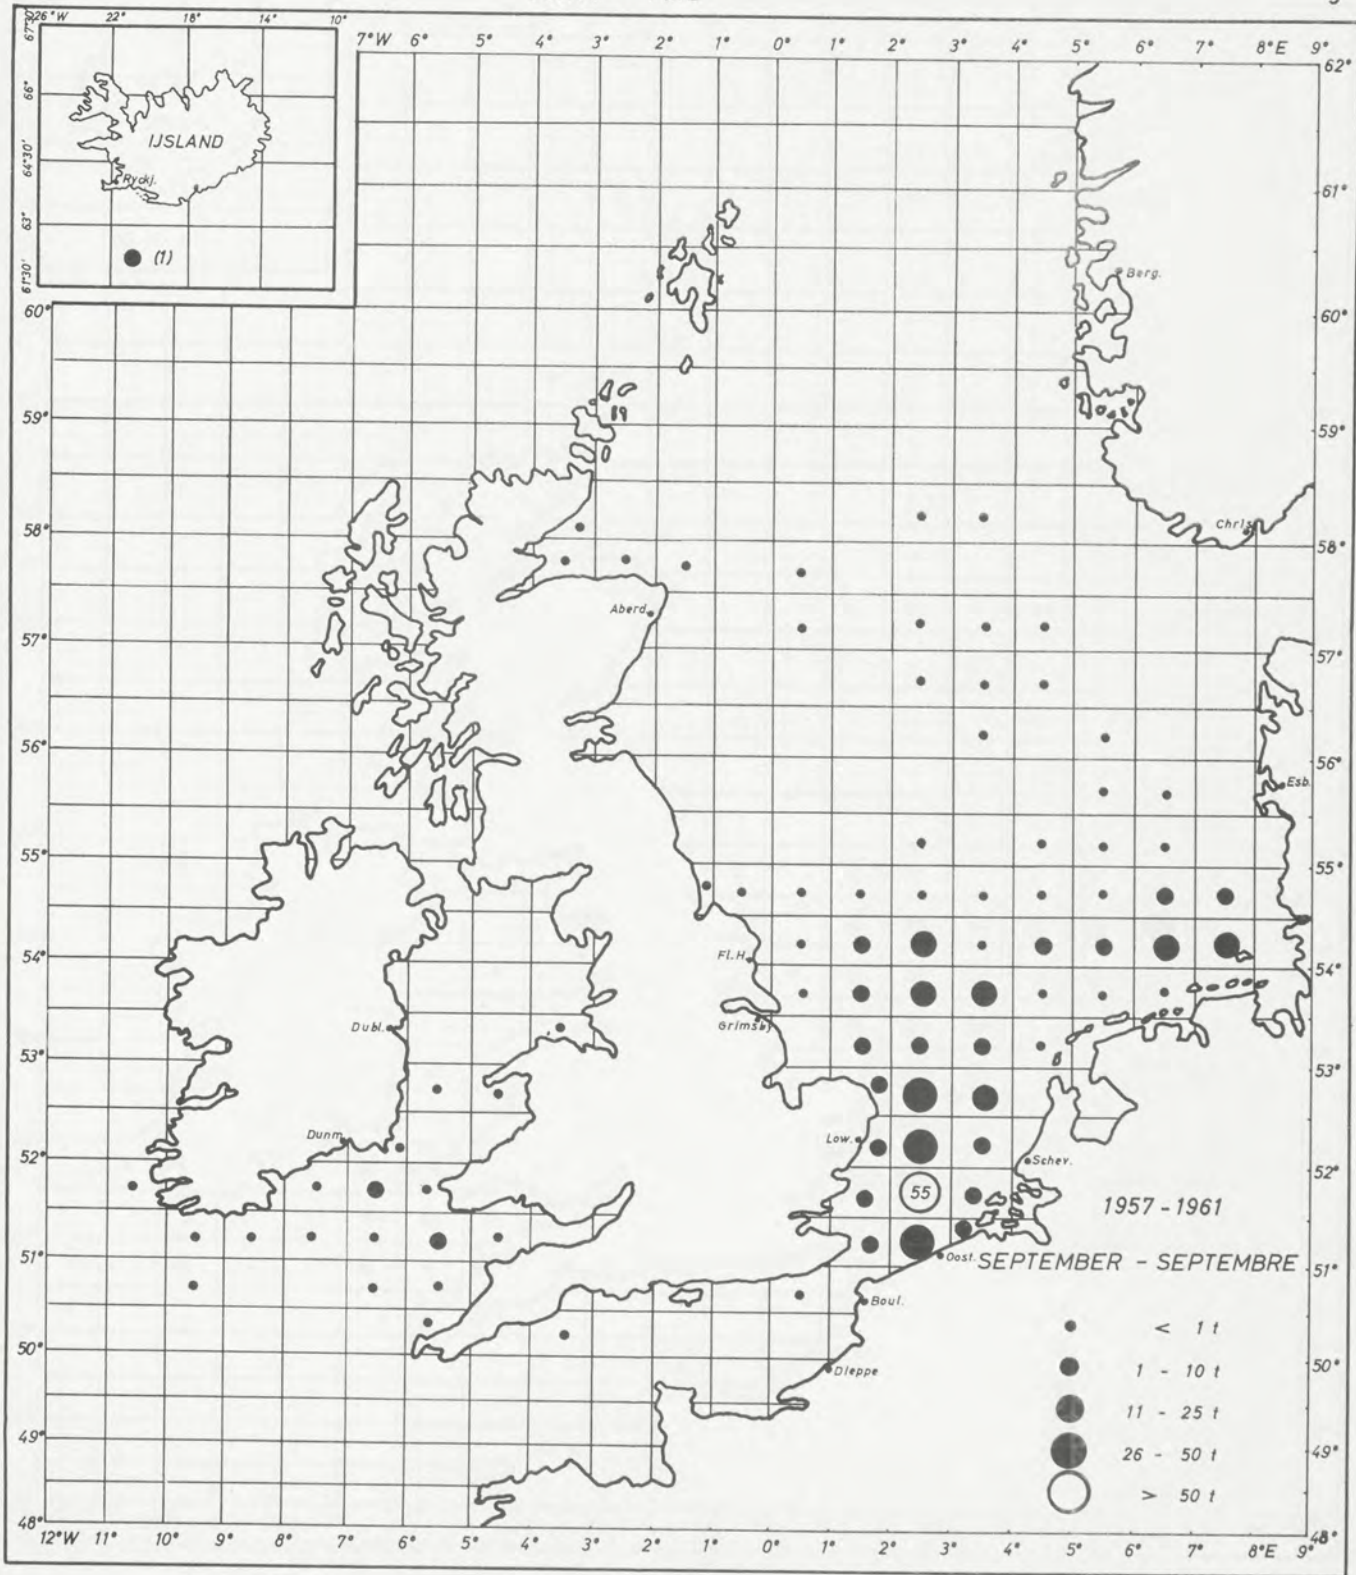 26°W 22° 18° 14° 10°
67°30' 66° 64°30' 63° 61°30'
IJSLAND
Ryckj.
(1)
7°W 6° 5° 4° 3° 2° 1° 0° 1° 2° 3° 4° 5° 6° 7° 8°E 9°
62°
61°
60° 60°
59° 59°
58° 58°
57° 57°
56° 56°
55° 55°
54° 54°
53° 53°
52° 52°
51° 51°
50° 50°
49° 49°
48° 48°
Berg.
Chris.
Aberd.
Esb.
Fl.H.
Grimsby
Dubl.
Dunm.
Low.
Schev.
55
Oost.
Boul.
Dieppe
1957 - 1961
SEPTEMBER - SEPTEMBRE
< 1 t
1 - 10 t
11 - 25 t
26 - 50 t
> 50 t
12°W 11° 10° 9° 8° 7° 6° 5° 4° 3° 2° 1° 0° 1° 2° 3° 4° 5° 6° 7° 8°E 9°